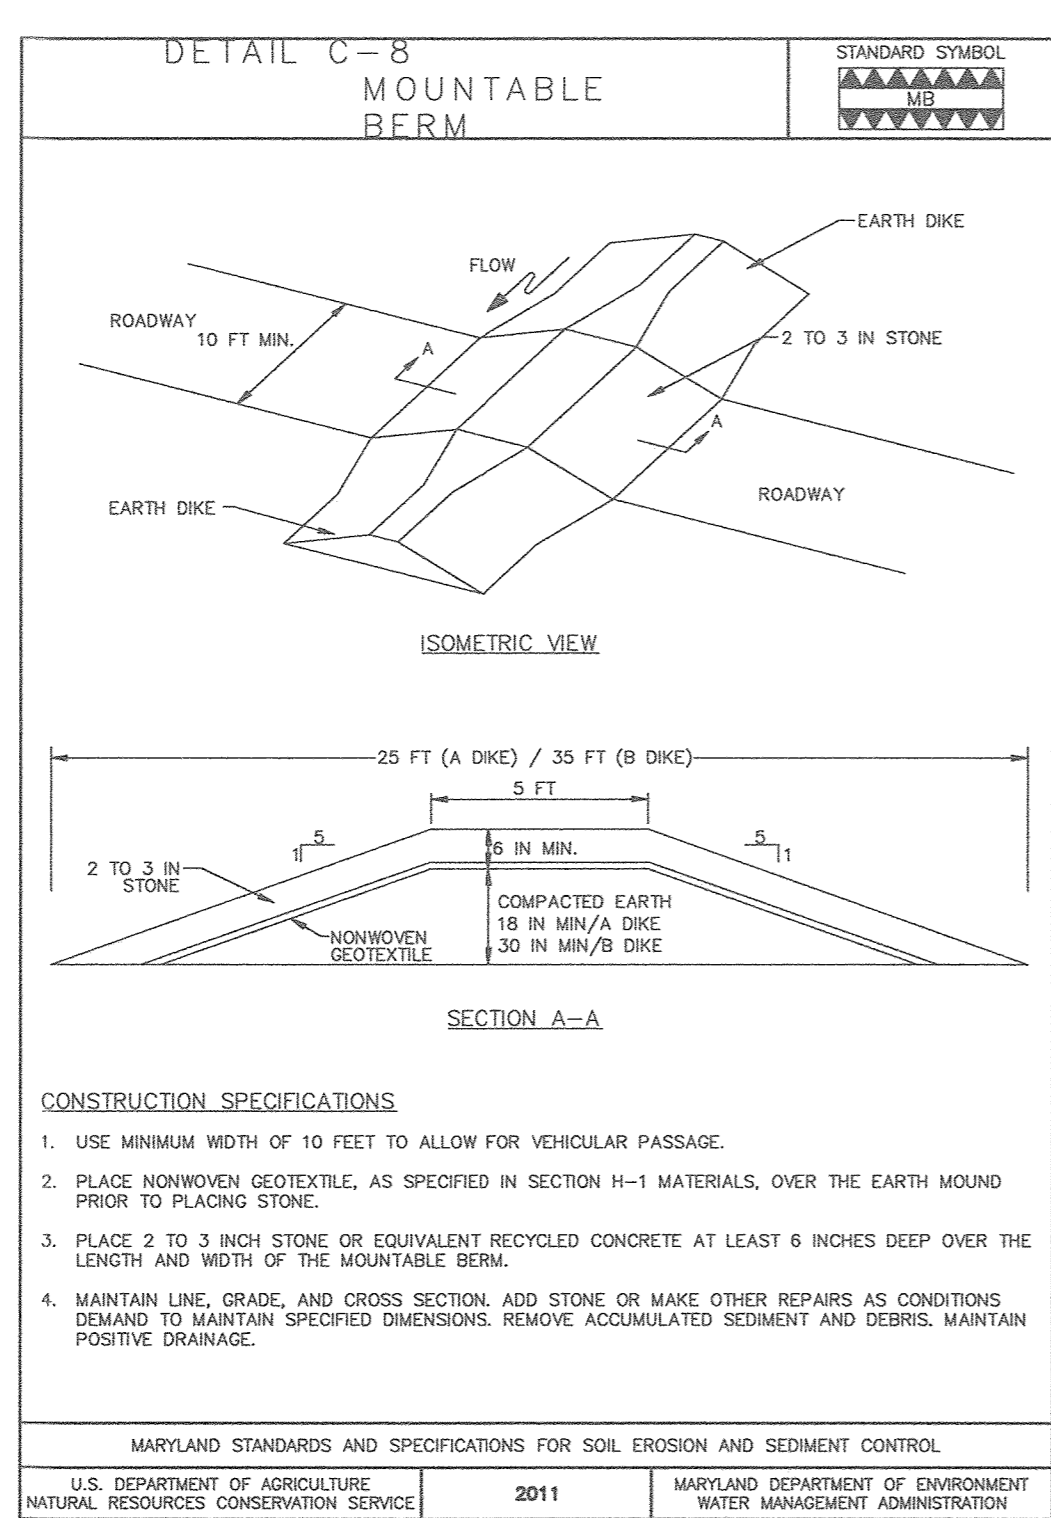 DETAIL C-8
MOUNTABLE
BERM
STANDARD SYMBOL
MB
EARTH DIKE
FLOW
ROADWAY
10 FT MIN.
A
2 TO 3 IN STONE
A
ROADWAY
EARTH DIKE
ISOMETRIC VIEW
25 FT (A DIKE) / 35 FT (B DIKE)
5 FT
5
1
6 IN MIN.
5
1
2 TO 3 IN
STONE
COMPACTED EARTH
18 IN MIN/A DIKE
30 IN MIN/B DIKE
NONWOVEN
GEOTEXTILE
SECTION A-A
CONSTRUCTION SPECIFICATIONS
1. USE MINIMUM WIDTH OF 10 FEET TO ALLOW FOR VEHICULAR PASSAGE.
2. PLACE NONWOVEN GEOTEXTILE, AS SPECIFIED IN SECTION H-1 MATERIALS, OVER THE EARTH MOUND
PRIOR TO PLACING STONE.
3. PLACE 2 TO 3 INCH STONE OR EQUIVALENT RECYCLED CONCRETE AT LEAST 6 INCHES DEEP OVER THE
LENGTH AND WIDTH OF THE MOUNTABLE BERM.
4. MAINTAIN LINE, GRADE, AND CROSS SECTION. ADD STONE OR MAKE OTHER REPAIRS AS CONDITIONS
DEMAND TO MAINTAIN SPECIFIED DIMENSIONS. REMOVE ACCUMULATED SEDIMENT AND DEBRIS. MAINTAIN
POSITIVE DRAINAGE.
MARYLAND STANDARDS AND SPECIFICATIONS FOR SOIL EROSION AND SEDIMENT CONTROL
U.S. DEPARTMENT OF AGRICULTURE
NATURAL RESOURCES CONSERVATION SERVICE
2011
MARYLAND DEPARTMENT OF ENVIRONMENT
WATER MANAGEMENT ADMINISTRATION